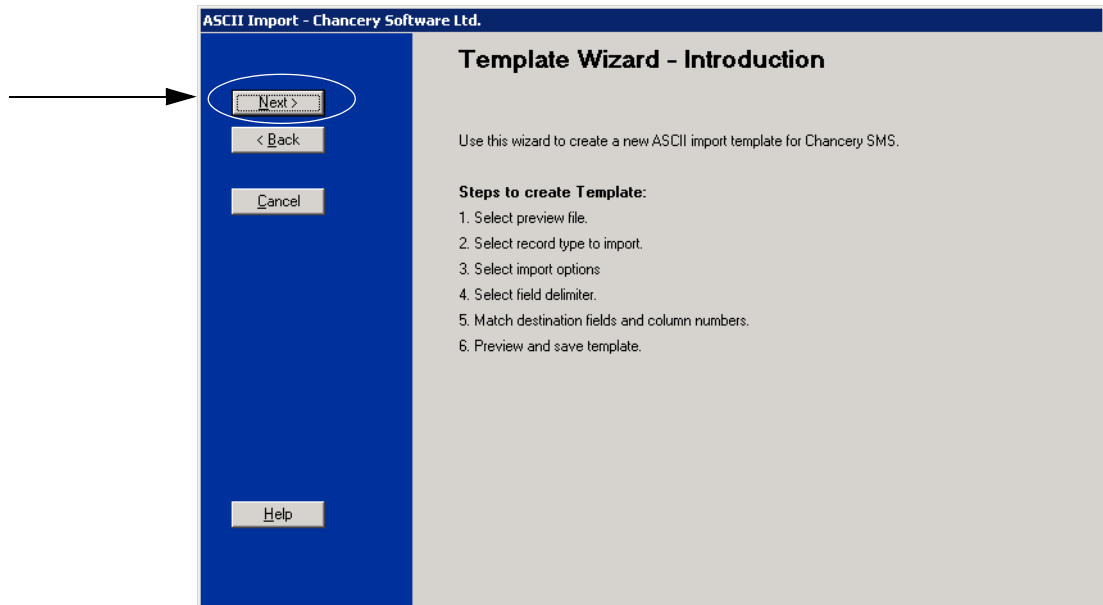 ASCII Import - Chancery Software Ltd.
Template Wizard - Introduction
Next >
< Back
Cancel
Help
Use this wizard to create a new ASCII import template for Chancery SMS.
Steps to create Template:
1. Select preview file.
2. Select record type to import.
3. Select import options
4. Select field delimiter.
5. Match destination fields and column numbers.
6. Preview and save template.